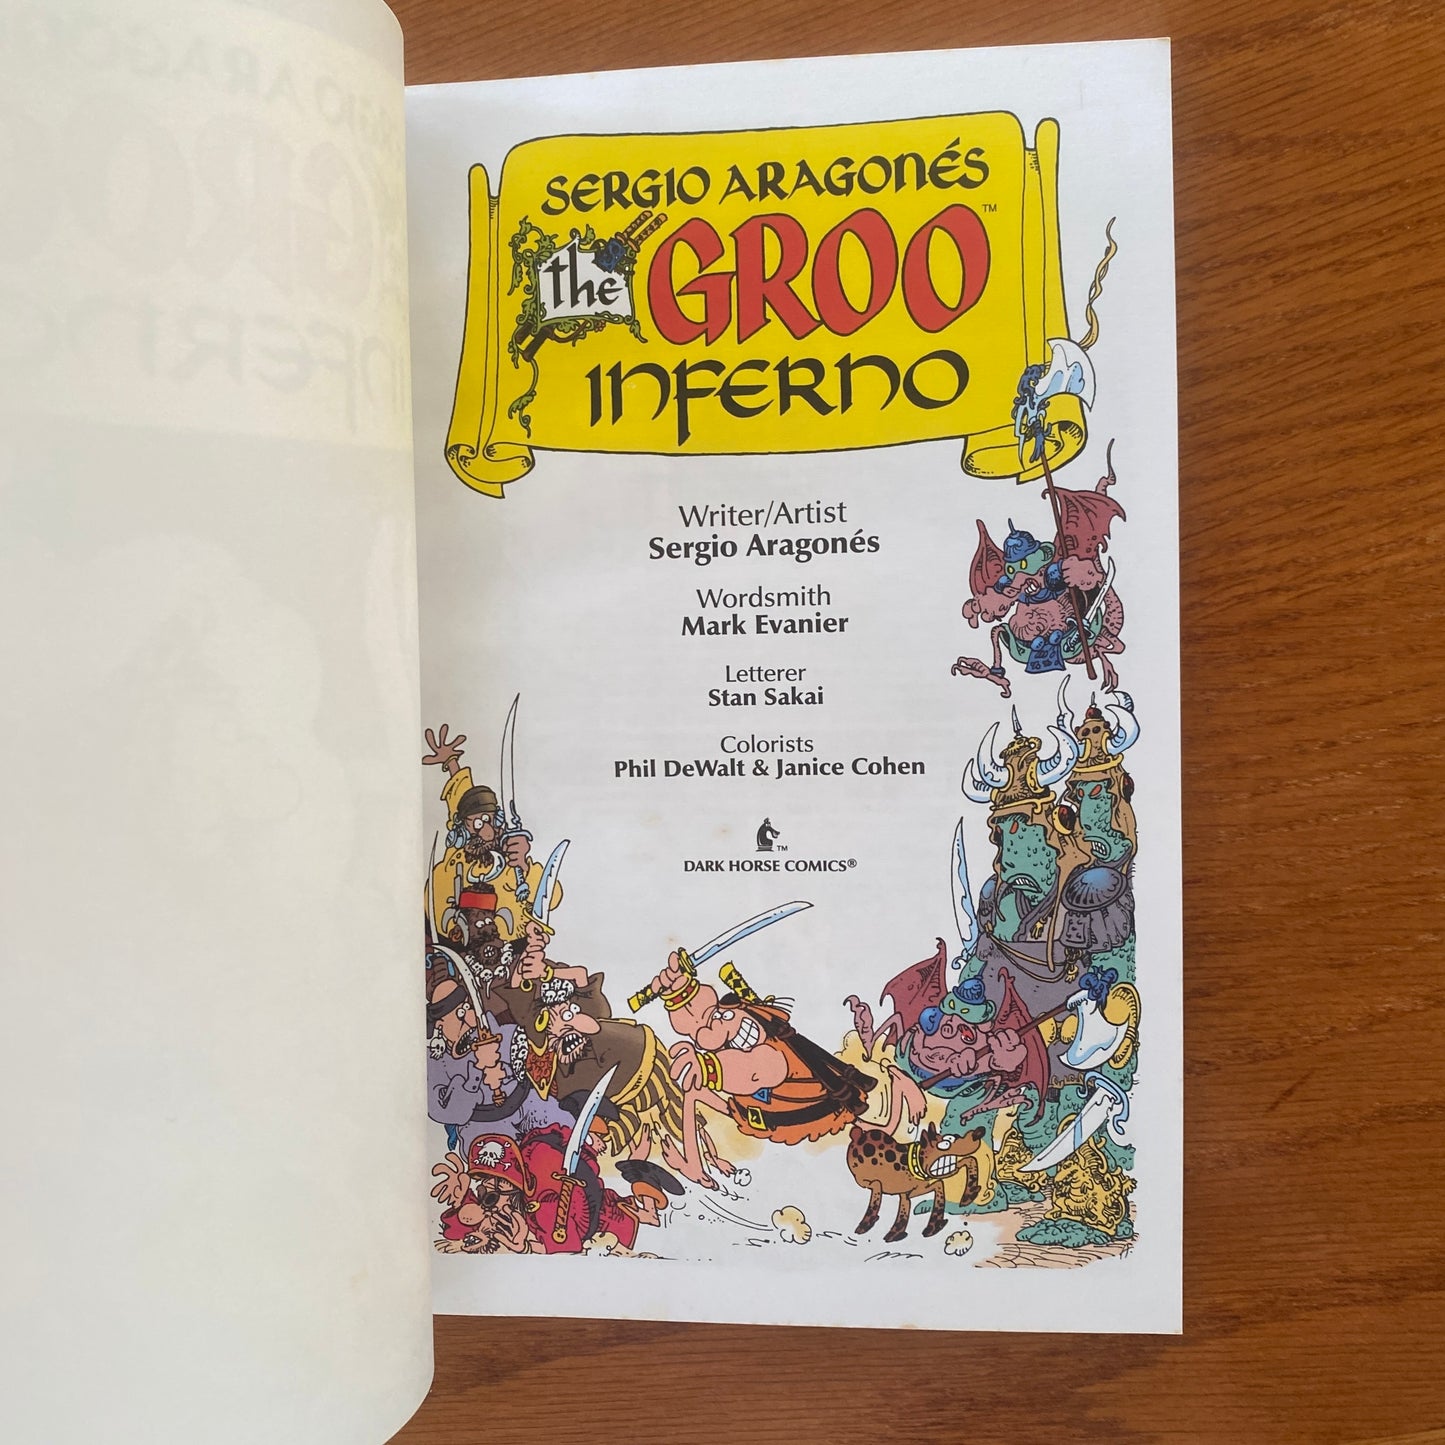 SERGIO ARAGONÉS
the GROO™
INFERNO
Writer/Artist
Sergio Aragonés
Wordsmith
Mark Evanier
Letterer
Stan Sakai
Colorists
Phil DeWalt & Janice Cohen
™
DARK HORSE COMICS®